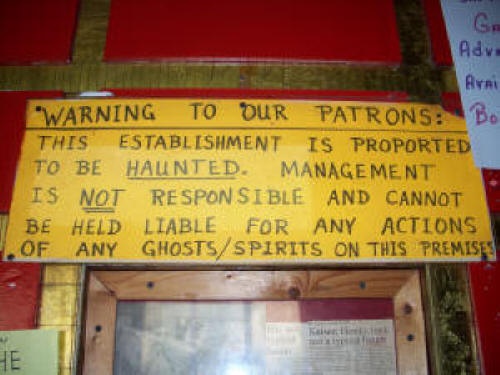 WARNING TO OUR PATRONS:
THIS ESTABLISHMENT IS PROPORTED
TO BE HAUNTED. MANAGEMENT
IS NOT RESPONSIBLE AND CANNOT
BE HELD LIABLE FOR ANY ACTIONS
OF ANY GHOSTS/SPIRITS ON THIS PREMISES